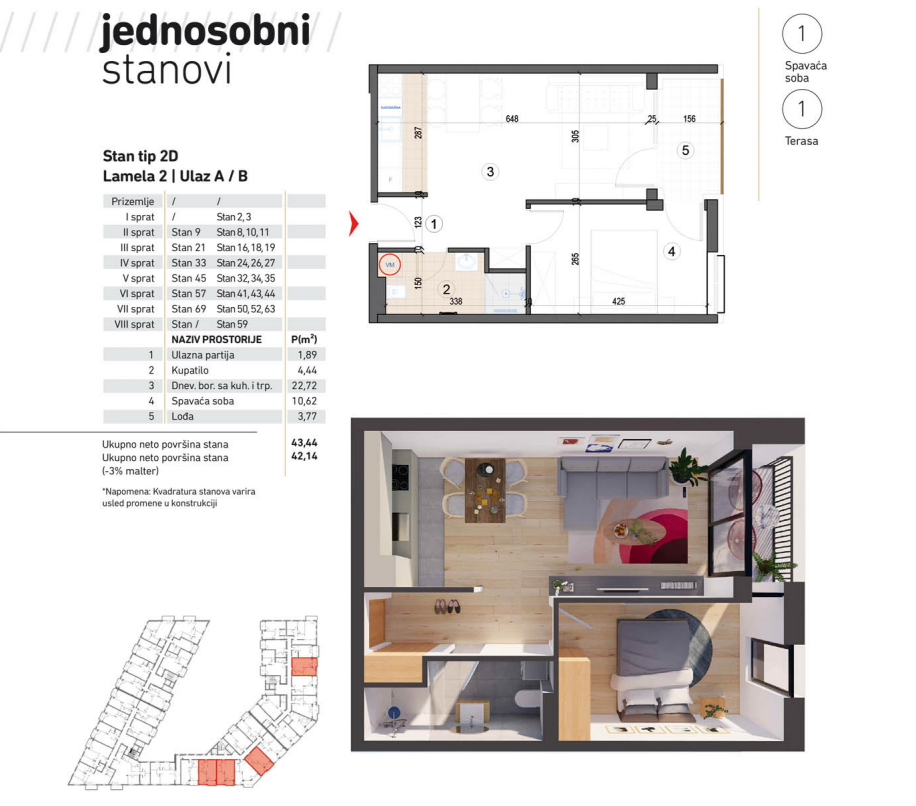 jednosobni
stanovi
1
Spavaća
soba
1
Terasa
Stan tip 2D
Lamela 2 | Ulaz A / B
Prizemlje / /
I sprat / Stan 2, 3
II sprat Stan 9 Stan 8, 10, 11
III sprat Stan 21 Stan 16, 18, 19
IV sprat Stan 33 Stan 24, 26, 27
V sprat Stan 45 Stan 32, 34, 35
VI sprat Stan 57 Stan 41, 43, 44
VII sprat Stan 69 Stan 50, 52, 63
VIII sprat Stan / Stan 59
NAZIV PROSTORIJE P(m²)
1 Ulazna partija 1,89
2 Kupatilo 4,44
3 Dnev. bor. sa kuh. i trp. 22,72
4 Spavaća soba 10,62
5 Lođa 3,77
Ukupno neto površina stana 43,44
Ukupno neto površina stana 42,14
(-3% malter)
*Napomena: Kvadratura stanova varira
usled promene u konstrukciji
648
25
156
287
305
5
3
10
10
123
1
4
10
VM
150
2
338
265
10
425
F